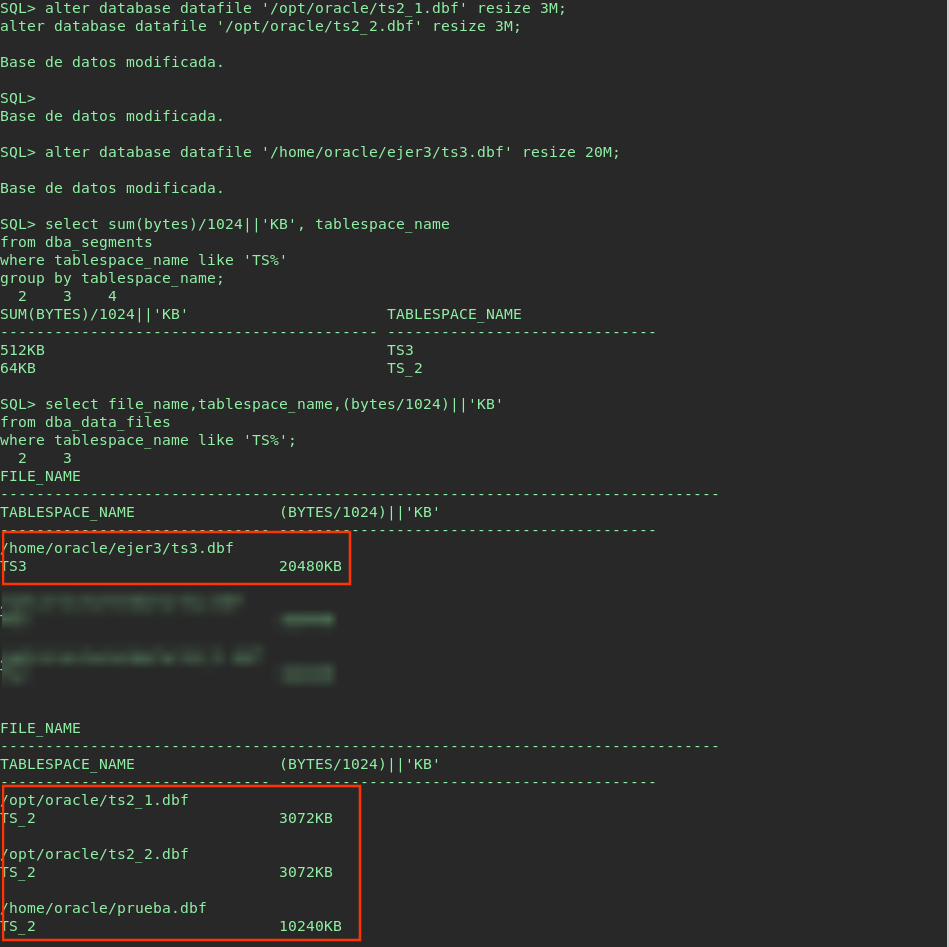 SQL> alter database datafile '/opt/oracle/ts2_1.dbf' resize 3M;
alter database datafile '/opt/oracle/ts2_2.dbf' resize 3M;
Base de datos modificada.
SQL>
Base de datos modificada.
SQL> alter database datafile '/home/oracle/ejer3/ts3.dbf' resize 20M;
Base de datos modificada.
SQL> select sum(bytes)/1024||'KB', tablespace_name
from dba_segments
where tablespace_name like 'TS%'
group by tablespace_name;
  2    3    4
SUM(BYTES)/1024||'KB'                      TABLESPACE_NAME
------------------------------------------ ------------------------------
512KB                                      TS3
64KB                                       TS_2
SQL> select file_name,tablespace_name,(bytes/1024)||'KB'
from dba_data_files
where tablespace_name like 'TS%';
  2    3
FILE_NAME
--------------------------------------------------------------------------------
TABLESPACE_NAME                (BYTES/1024)||'KB'
------------------------------ ------------------------------------------
/home/oracle/ejer3/ts3.dbf
TS3                            20480KB
FILE_NAME
--------------------------------------------------------------------------------
TABLESPACE_NAME                (BYTES/1024)||'KB'
------------------------------ ------------------------------------------
/opt/oracle/ts2_1.dbf
TS_2                           3072KB
/opt/oracle/ts2_2.dbf
TS_2                           3072KB
/home/oracle/prueba.dbf
TS_2                           10240KB